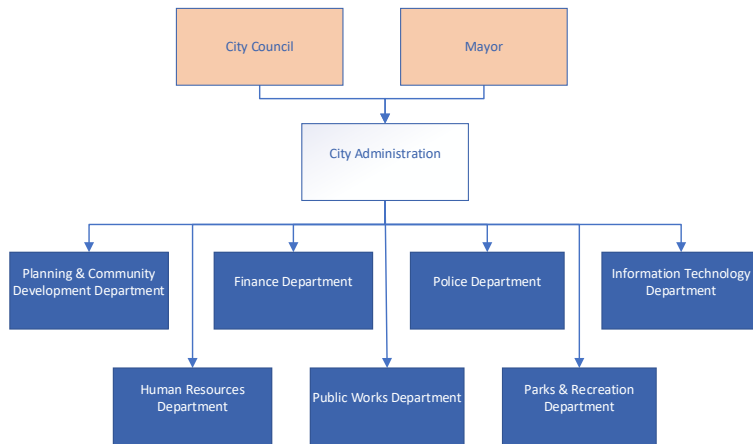 City Council
Mayor
City Administration
Planning & Community
Development Department
Finance Department
Police Department
Information Technology
Department
Human Resources
Department
Public Works Department
Parks & Recreation
Department